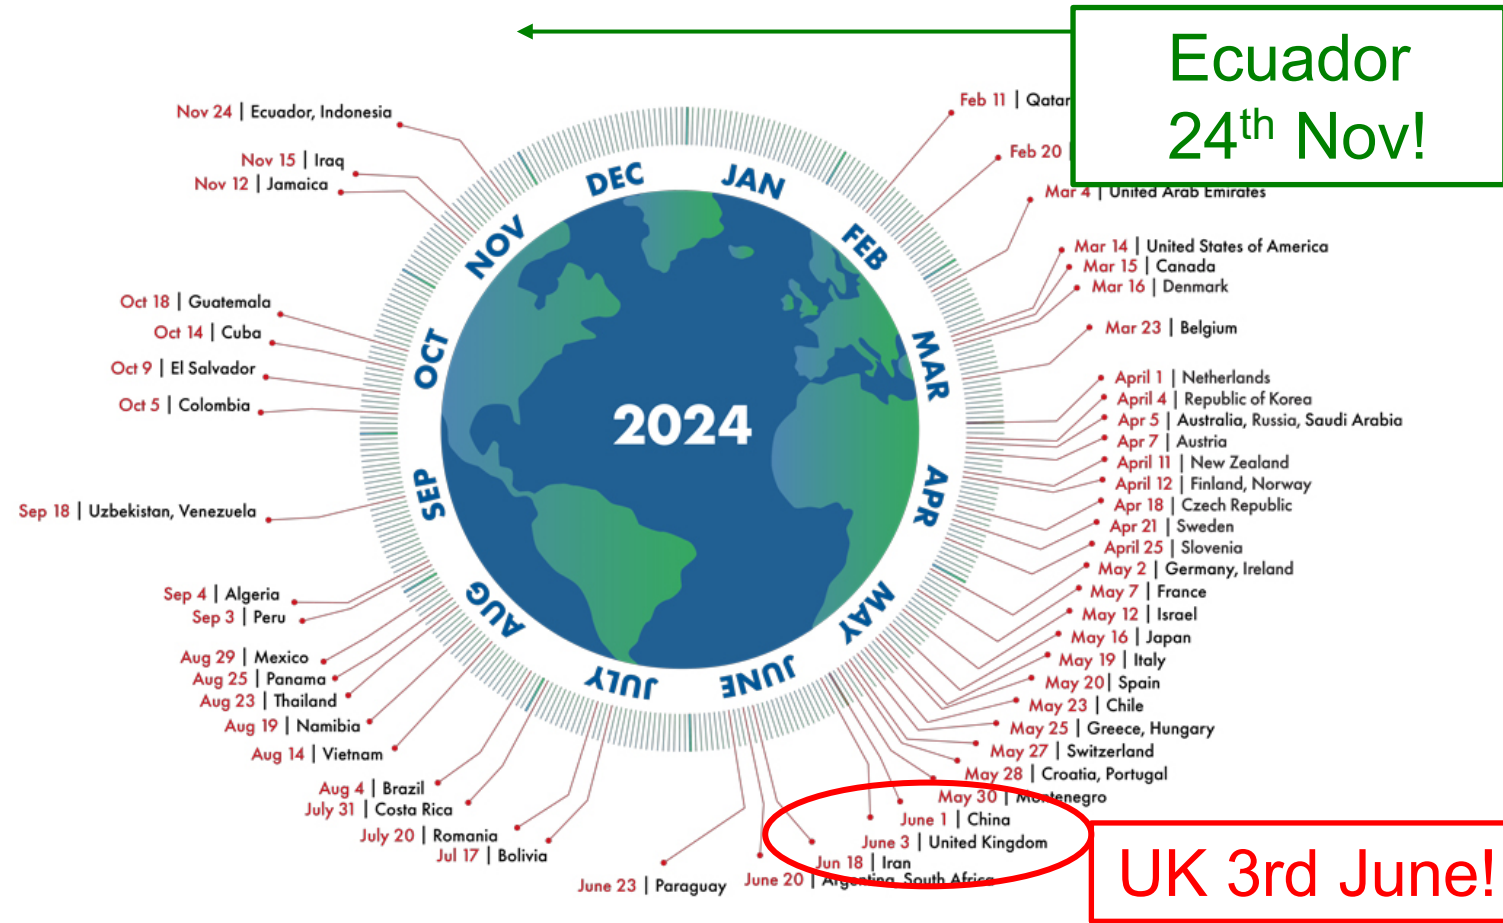 Ecuador
24th Nov!
Nov 24 | Ecuador, Indonesia
Nov 15 | Iraq
Nov 12 | Jamaica
Oct 18 | Guatemala
Oct 14 | Cuba
Oct 9 | El Salvador
Oct 5 | Colombia
Sep 18 | Uzbekistan, Venezuela
Sep 4 | Algeria
Sep 3 | Peru
Aug 29 | Mexico
Aug 25 | Panama
Aug 23 | Thailand
Aug 19 | Namibia
Aug 14 | Vietnam
Aug 4 | Brazil
July 31 | Costa Rica
July 20 | Romania
Jul 17 | Bolivia
DEC
JAN
NOV
FEB
OCT
MAR
2024
SEP
APR
AUG
MAY
JULY
JUNE
Feb 11 | Qatar
Feb 20 |
Mar 4 | United Arab Emirates
Mar 14 | United States of America
Mar 15 | Canada
Mar 16 | Denmark
Mar 23 | Belgium
April 1 | Netherlands
April 4 | Republic of Korea
Apr 5 | Australia, Russia, Saudi Arabia
Apr 7 | Austria
April 11 | New Zealand
April 12 | Finland, Norway
Apr 18 | Czech Republic
Apr 21 | Sweden
April 25 | Slovenia
May 2 | Germany, Ireland
May 7 | France
May 12 | Israel
May 16 | Japan
May 19 | Italy
May 20| Spain
May 23 | Chile
May 25 | Greece, Hungary
May 27 | Switzerland
May 28 | Croatia, Portugal
May 30 | Montenegro
June 1 | China
June 3 | United Kingdom
Jun 18 | Iran
June 20 | Argentina, South Africa
June 23 | Paraguay
UK 3rd June!